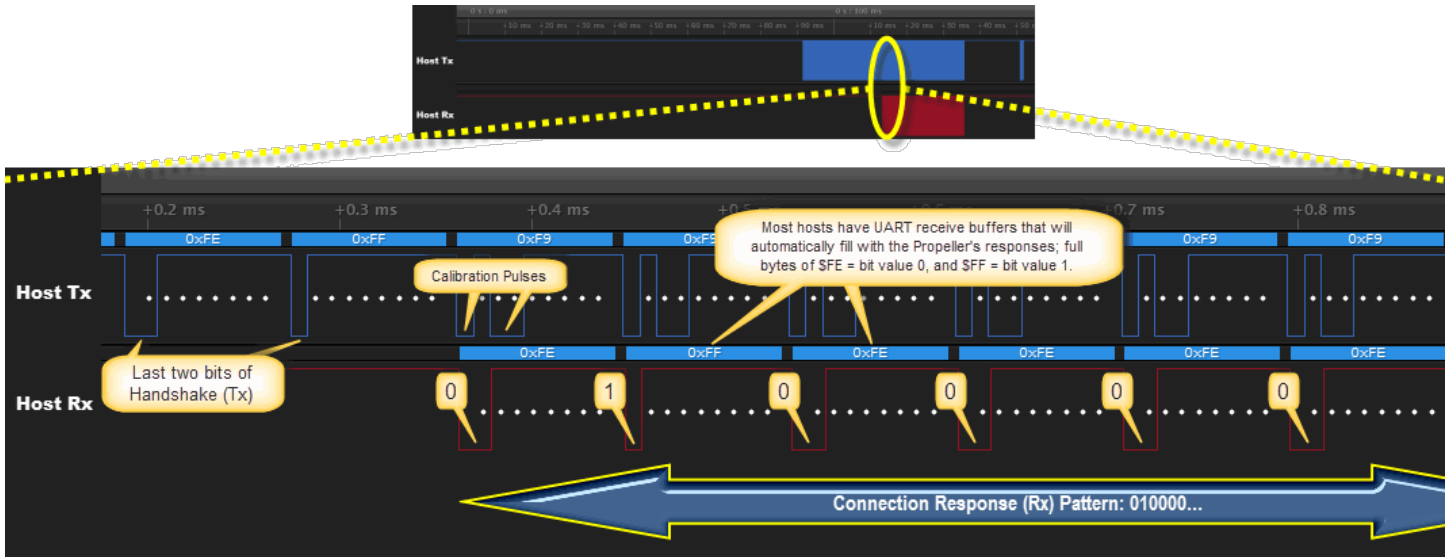 0 s : 0 ms
0 s : 100 ms
+10 ms +20 ms +30 ms +40 ms +50 ms +60 ms +70 ms +80 ms +90 ms +10 ms +20 ms +30 ms +40 ms
Host Tx
Host Rx
+0.2 ms +0.3 ms +0.4 ms +0.5 ms 0.7 ms +0.8 ms
0xFE 0xFF 0xF9 0xF9 0xF9 0xF9
Most hosts have UART receive buffers that will
automatically fill with the Propeller's responses; full
bytes of $FE = bit value 0, and $FF = bit value 1.
Calibration Pulses
Host Tx
0xFE 0xFF 0xFE 0xFE 0xFE 0xFE
Last two bits of
Handshake (Tx)
Host Rx
0 1 0 0 0 0
Connection Response (Rx) Pattern: 010000...